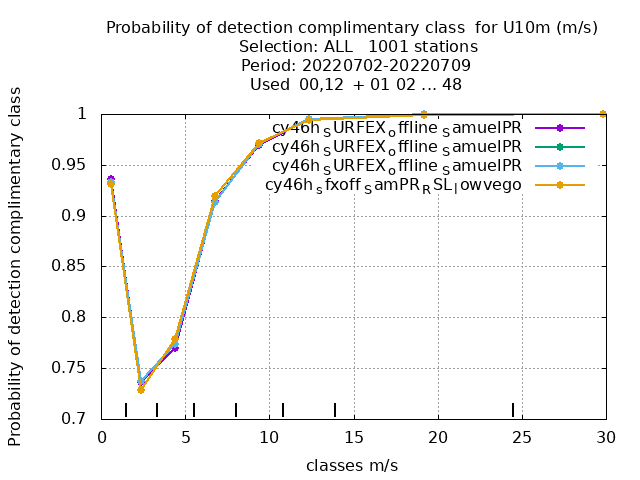 Probability of detection complimentary class  for U10m (m/s)
Selection: ALL   1001 stations
Period: 20220702-20220709
Used  00,12  + 01 02 ... 48
Probability of detection complimentary class
1
0.95
0.9
0.85
0.8
0.75
0.7
cy46h_SURFEX_offline_SamuelPR
cy46h_SURFEX_offline_SamuelPR
cy46h_SURFEX_offline_SamuelPR
cy46h_sfxoff_SamPR_RSL_lowvego
0 5 10 15 20 25 30
classes m/s